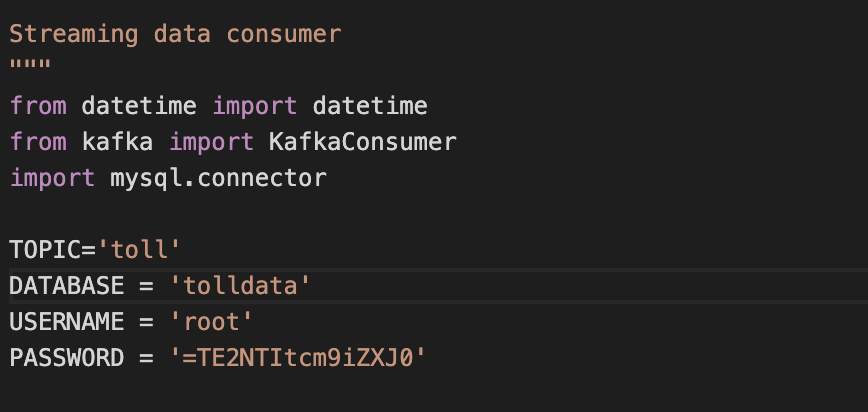 Streaming data consumer
"""
from datetime import datetime
from kafka import KafkaConsumer
import mysql.connector
TOPIC='toll'
DATABASE = 'tolldata'
USERNAME = 'root'
PASSWORD = '=TE2NTItcm9iZXJ0'